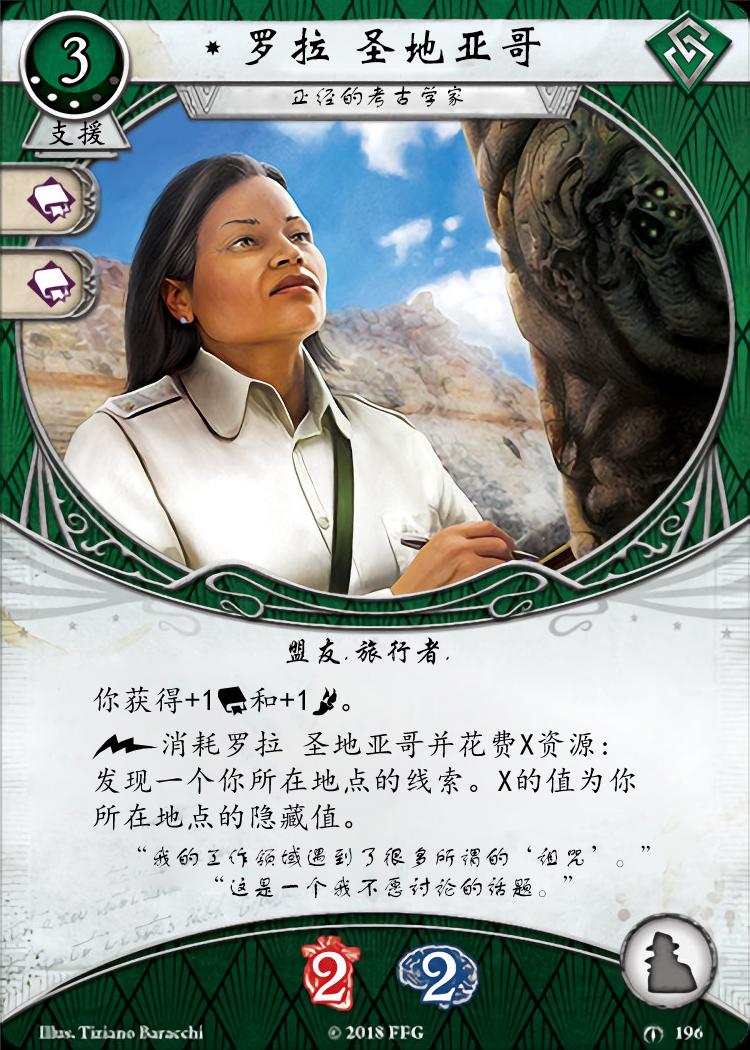 3
罗拉 圣地亚哥
正经的考古学家
支援
盟友.旅行者.
你获得+1和+1。
消耗罗拉 圣地亚哥并花费X资源：
发现一个你所在地点的线索。X的值为你
所在地点的隐藏值。
“我的工作领域遇到了很多所谓的‘诅咒’。”
“这是一个我不愿讨论的话题。”
2 2
Illus. Tiziano Baracchi
© 2018 FFG
196